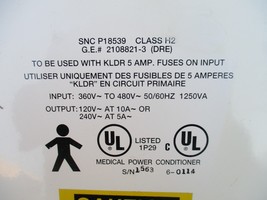 SNC P18539 CLASS H2
G.E.# 2108821-3 (DRE)
TO BE USED WITH KLDR 5 AMP. FUSES ON INPUT
UTILISER UNIQUEMENT DES FUSIBLES DE 5 AMPERES
"KLDR" EN CIRCUIT PRIMAIRE
INPUT: 360V~ TO 480V~ 50/60HZ 1250VA
OUTPUT: 120V~ AT 10A~ OR
240V~ AT 5A~
UL LISTED 1P29 C UL
MEDICAL POWER CONDITIONER
S/N 1563 6-0114